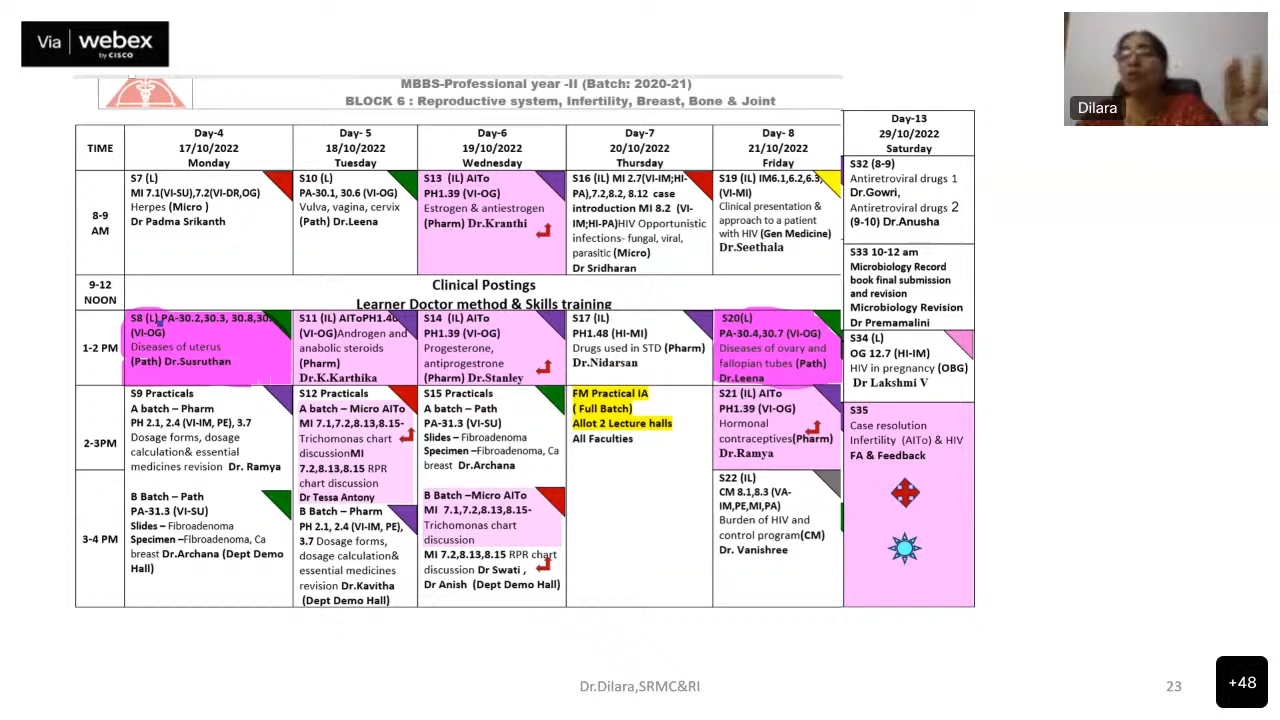 Via webex
by CISCO
Dilara
MBBS-Professional year -II (Batch: 2020-21)
BLOCK 6 : Reproductive system, Infertility, Breast, Bone & Joint
TIME
Day-4
17/10/2022
Monday
Day- 5
18/10/2022
Tuesday
Day-6
19/10/2022
Wednesday
Day-7
20/10/2022
Thursday
Day- 8
21/10/2022
Friday
Day-13
29/10/2022
Saturday
8-9
AM
S7 (L)
MI 7.1(VI-SU),7.2(VI-DR,OG)
Herpes (Micro )
Dr Padma Srikanth
S10 (L)
PA-30.1, 30.6 (VI-OG)
Vulva, vagina, cervix
(Path) Dr.Leena
S13 (IL) AITo
PH1.39 (VI-OG)
Estrogen & antiestrogen
(Pharm) Dr.Kranthi
S16 (IL) MI 2.7(VI-IM;HI-
PA),7.2,8.2, 8.12 case
introduction MI 8.2 (VI-
IM;HI-PA)HIV Opportunistic
infections- fungal, viral,
parasitic (Micro)
Dr Sridharan
S19 (IL) IM6.1,6.2,6.3,
(VI-MI)
Clinical presentation &
approach to a patient
with HIV (Gen Medicine)
Dr.Seethala
S32 (8-9)
Antiretroviral drugs 1
Dr.Gowri,
Antiretroviral drugs 2
(9-10) Dr.Anusha
9-12
NOON
Clinical Postings
Learner Doctor method & Skills training
S33 10-12 am
Microbiology Record
book final submission
and revision
Microbiology Revision
Dr Premamalini
1-2 PM
S8 (L) PA-30.2,30.3, 30.8,30.
(VI-OG)
Diseases of uterus
(Path) Dr.Susruthan
S11 (IL) AIToPH1.40
(VI-OG)Androgen and
anabolic steroids
(Pharm)
Dr.K.Karthika
S14 (IL) AITo
PH1.39 (VI-OG)
Progesterone,
antiprogestrone
(Pharm) Dr.Stanley
S17 (IL)
PH1.48 (HI-MI)
Drugs used in STD (Pharm)
Dr.Nidarsan
S20(L)
PA-30.4,30.7 (VI-OG)
Diseases of ovary and
fallopian tubes (Path)
Dr.Leena
S34 (L)
OG 12.7 (HI-IM)
HIV in pregnancy (OBG)
Dr Lakshmi V
2-3PM
S9 Practicals
A batch – Pharm
PH 2.1, 2.4 (VI-IM, PE), 3.7
Dosage forms, dosage
calculation& essential
medicines revision Dr. Ramya
S12 Practicals
A batch – Micro AITo
MI 7.1,7.2,8.13,8.15-
Trichomonas chart
discussionMI
7.2,8.13,8.15 RPR
chart discussion
Dr Tessa Antony
S15 Practicals
A batch – Path
PA-31.3 (VI-SU)
Slides – Fibroadenoma
Specimen –Fibroadenoma, Ca
breast Dr.Archana
FM Practical IA
( Full Batch)
Allot 2 Lecture halls
All Faculties
S21 (IL) AITo
PH1.39 (VI-OG)
Hormonal
contraceptives(Pharm)
Dr.Ramya
S35
Case resolution
Infertility (AITo) & HIV
FA & Feedback
3-4 PM
B Batch – Path
PA-31.3 (VI-SU)
Slides – Fibroadenoma
Specimen –Fibroadenoma, Ca
breast Dr.Archana (Dept Demo
Hall)
B Batch – Pharm
PH 2.1, 2.4 (VI-IM, PE),
3.7 Dosage forms,
dosage calculation&
essential medicines
revision Dr.Kavitha
(Dept Demo Hall)
B Batch –Micro AITo
MI 7.1,7.2,8.13,8.15-
Trichomonas chart
discussion
MI 7.2,8.13,8.15 RPR chart
discussion Dr Swati ,
Dr Anish (Dept Demo Hall)
S22 (IL)
CM 8.1,8.3 (VA-
IM,PE,MI,PA)
Burden of HIV and
control program(CM)
Dr. Vanishree
Dr.Dilara,SRMC&RI
23
+48